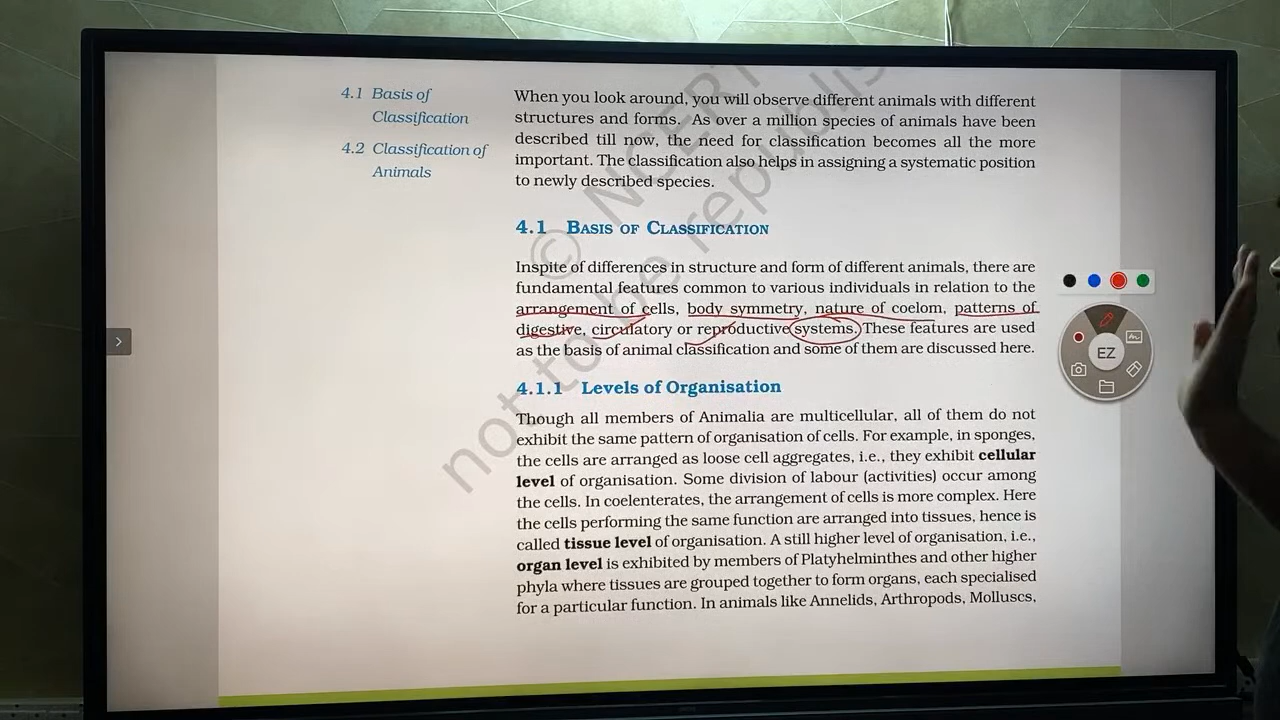 4.1 Basis of
Classification
4.2 Classification of
Animals
When you look around, you will observe different animals with different
structures and forms. As over a million species of animals have been
described till now, the need for classification becomes all the more
important. The classification also helps in assigning a systematic position
to newly described species.
4.1 BASIS OF CLASSIFICATION
Inspite of differences in structure and form of different animals, there are
fundamental features common to various individuals in relation to the
arrangement of cells, body symmetry, nature of coelom, patterns of
digestive, circulatory or reproductive systems. These features are used
as the basis of animal classification and some of them are discussed here.
4.1.1 Levels of Organisation
Though all members of Animalia are multicellular, all of them do not
exhibit the same pattern of organisation of cells. For example, in sponges,
the cells are arranged as loose cell aggregates, i.e., they exhibit cellular
level of organisation. Some division of labour (activities) occur among
the cells. In coelenterates, the arrangement of cells is more complex. Here
the cells performing the same function are arranged into tissues, hence is
called tissue level of organisation. A still higher level of organisation, i.e.,
organ level is exhibited by members of Platyhelminthes and other higher
phyla where tissues are grouped together to form organs, each specialised
for a particular function. In animals like Annelids, Arthropods, Molluscs,
© NCERT
not to be republis
EZ